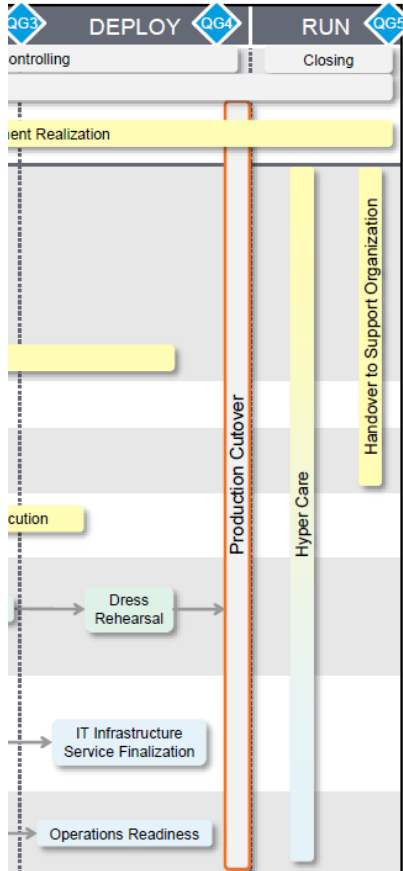 QG3 DEPLOY QG4 RUN QG5
ontrolling
Closing
ent Realization
Handover to Support Organization
Production Cutover
Hyper Care
cution
Dress
Rehearsal
IT Infrastructure
Service Finalization
Operations Readiness